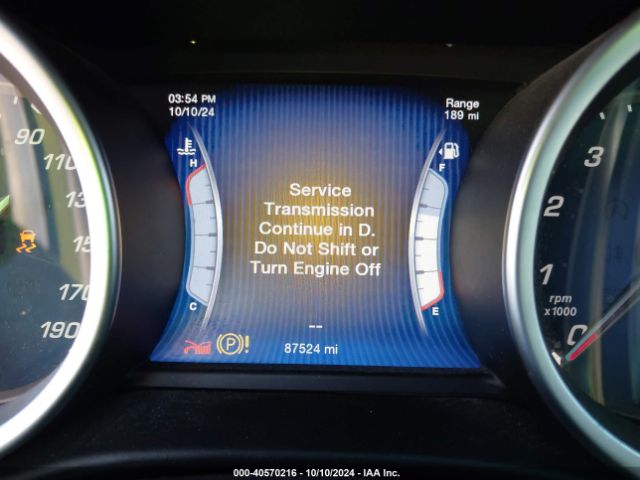 03:54 PM
10/10/24
Range
189 mi
H
F
Service
Transmission
Continue in D.
Do Not Shift or
Turn Engine Off
C
E
--
P !
87524 mi
90
110
170
190
3
2
1
0
rpm
x1000
000-40570216 - 10/10/2024 - IAA Inc.